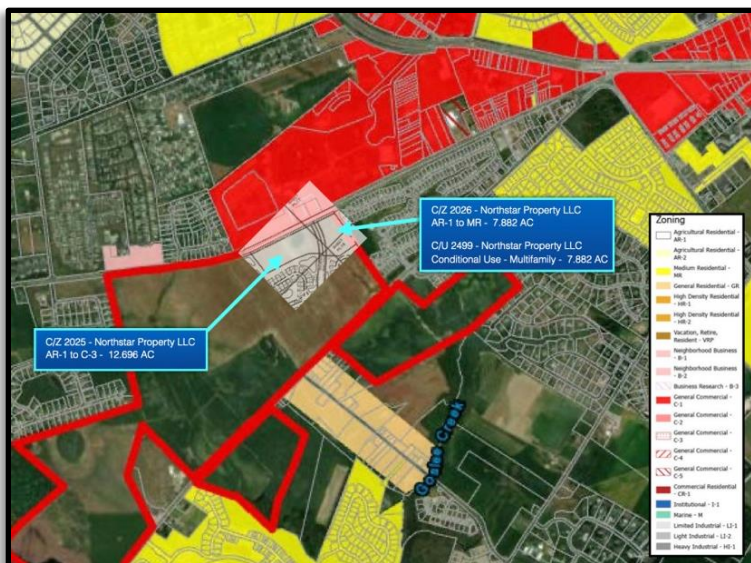 C/Z 2026 - Northstar Property LLC
AR-1 to MR - 7.882 AC
C/U 2499 - Northstar Property LLC
Conditional Use - Multifamily - 7.882 AC
C/Z 2025 - Northstar Property LLC
AR-1 to C-3 - 12.696 AC
Goslee Creek
Zoning
Agricultural Residential -
AR-1
Agricultural Residential -
AR-2
Medium Residential -
MR
General Residential - GR
High Density Residential
- HR-1
High Density Residential
- HR-2
Vacation, Retire,
Resident - VRP
Neighborhood Business
- B-1
Neighborhood Business
- B-2
Business Research - B-3
General Commercial -
C-1
General Commercial -
C-2
General Commercial -
C-3
General Commercial -
C-4
General Commercial -
C-5
Commercial Residential
- CR-1
Institutional - I-1
Marine - M
Limited Industrial - LI-1
Light Industrial - LI-2
Heavy Industrial - HI-1